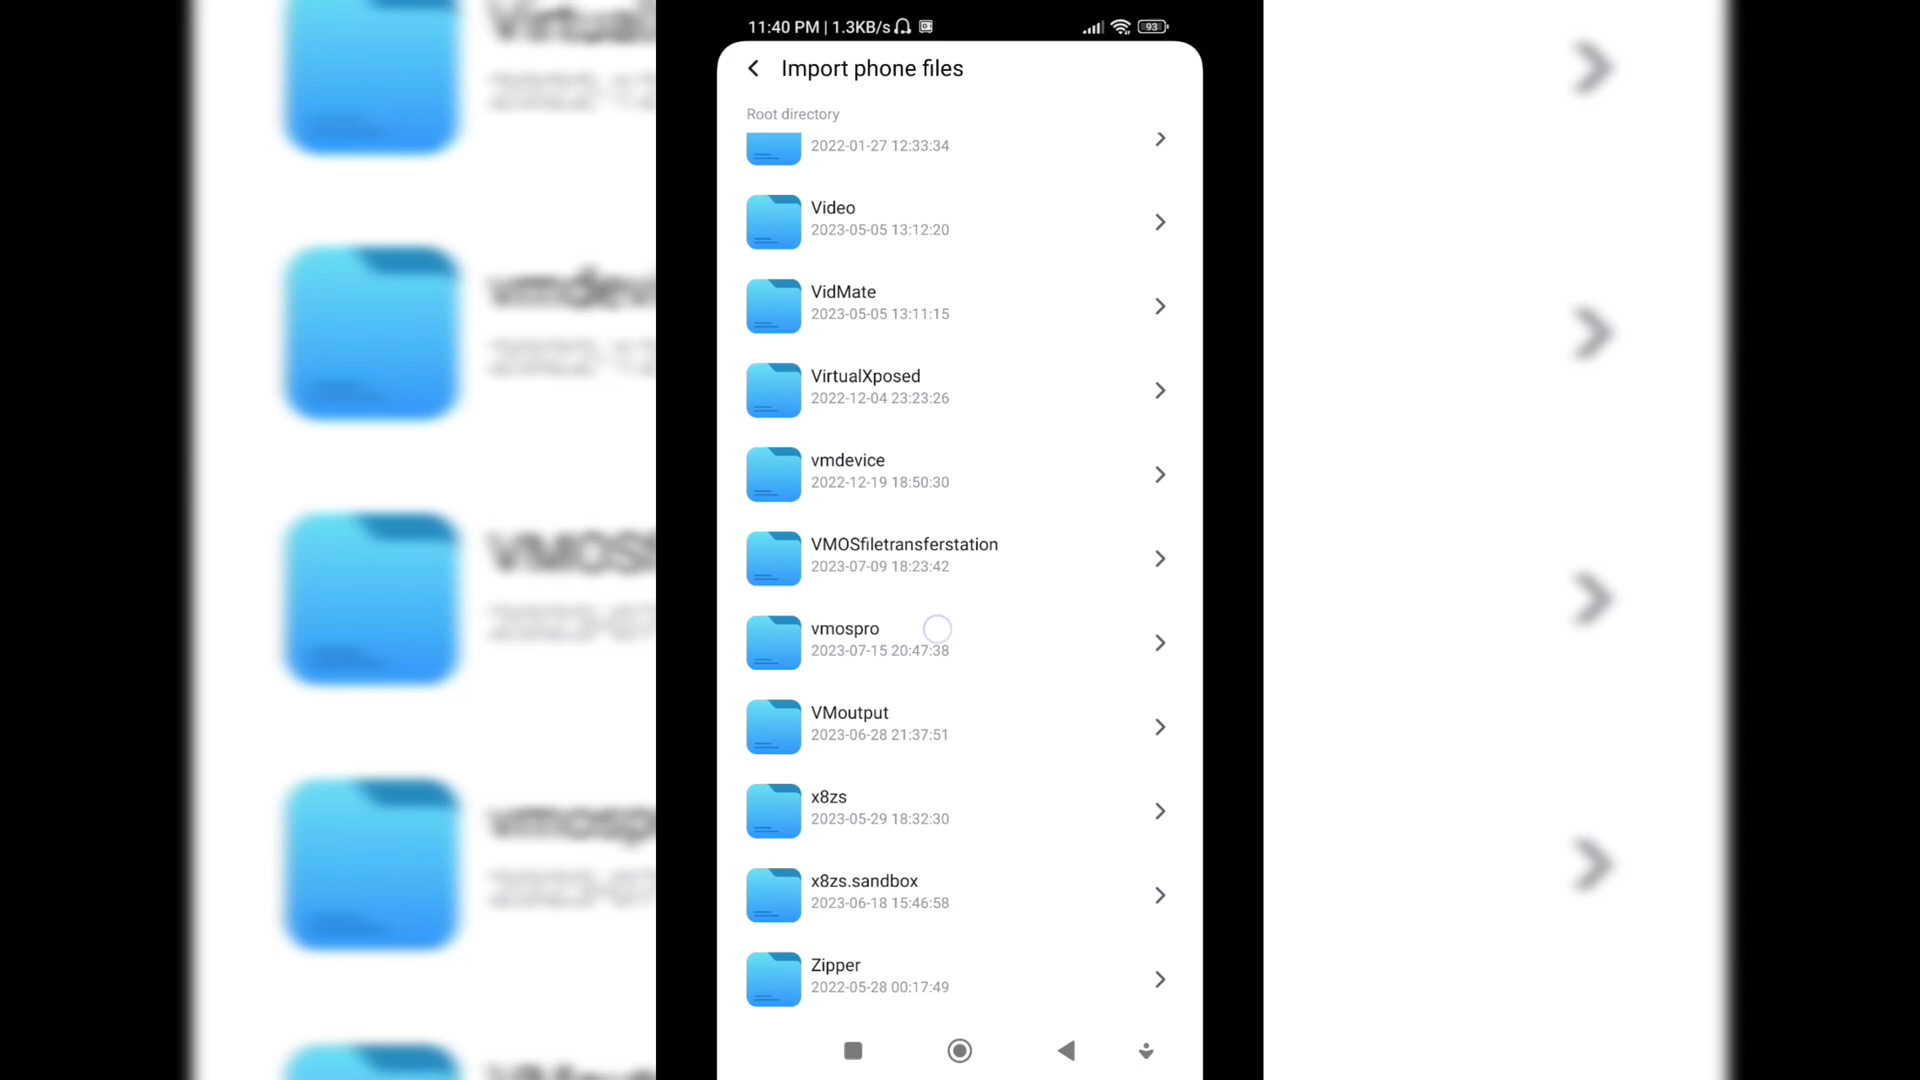 11:40 PM | 1.3KB/s 93
Import phone files
Root directory
2022-01-27 12:33:34
Video
2023-05-05 13:12:20
VidMate
2023-05-05 13:11:15
VirtualXposed
2022-12-04 23:23:26
vmdevice
2022-12-19 18:50:30
VMOSfiletransferstation
2023-07-09 18:23:42
vmospro
2023-07-15 20:47:38
VMoutput
2023-06-28 21:37:51
x8zs
2023-05-29 18:32:30
x8zs.sandbox
2023-06-18 15:46:58
Zipper
2022-05-28 00:17:49